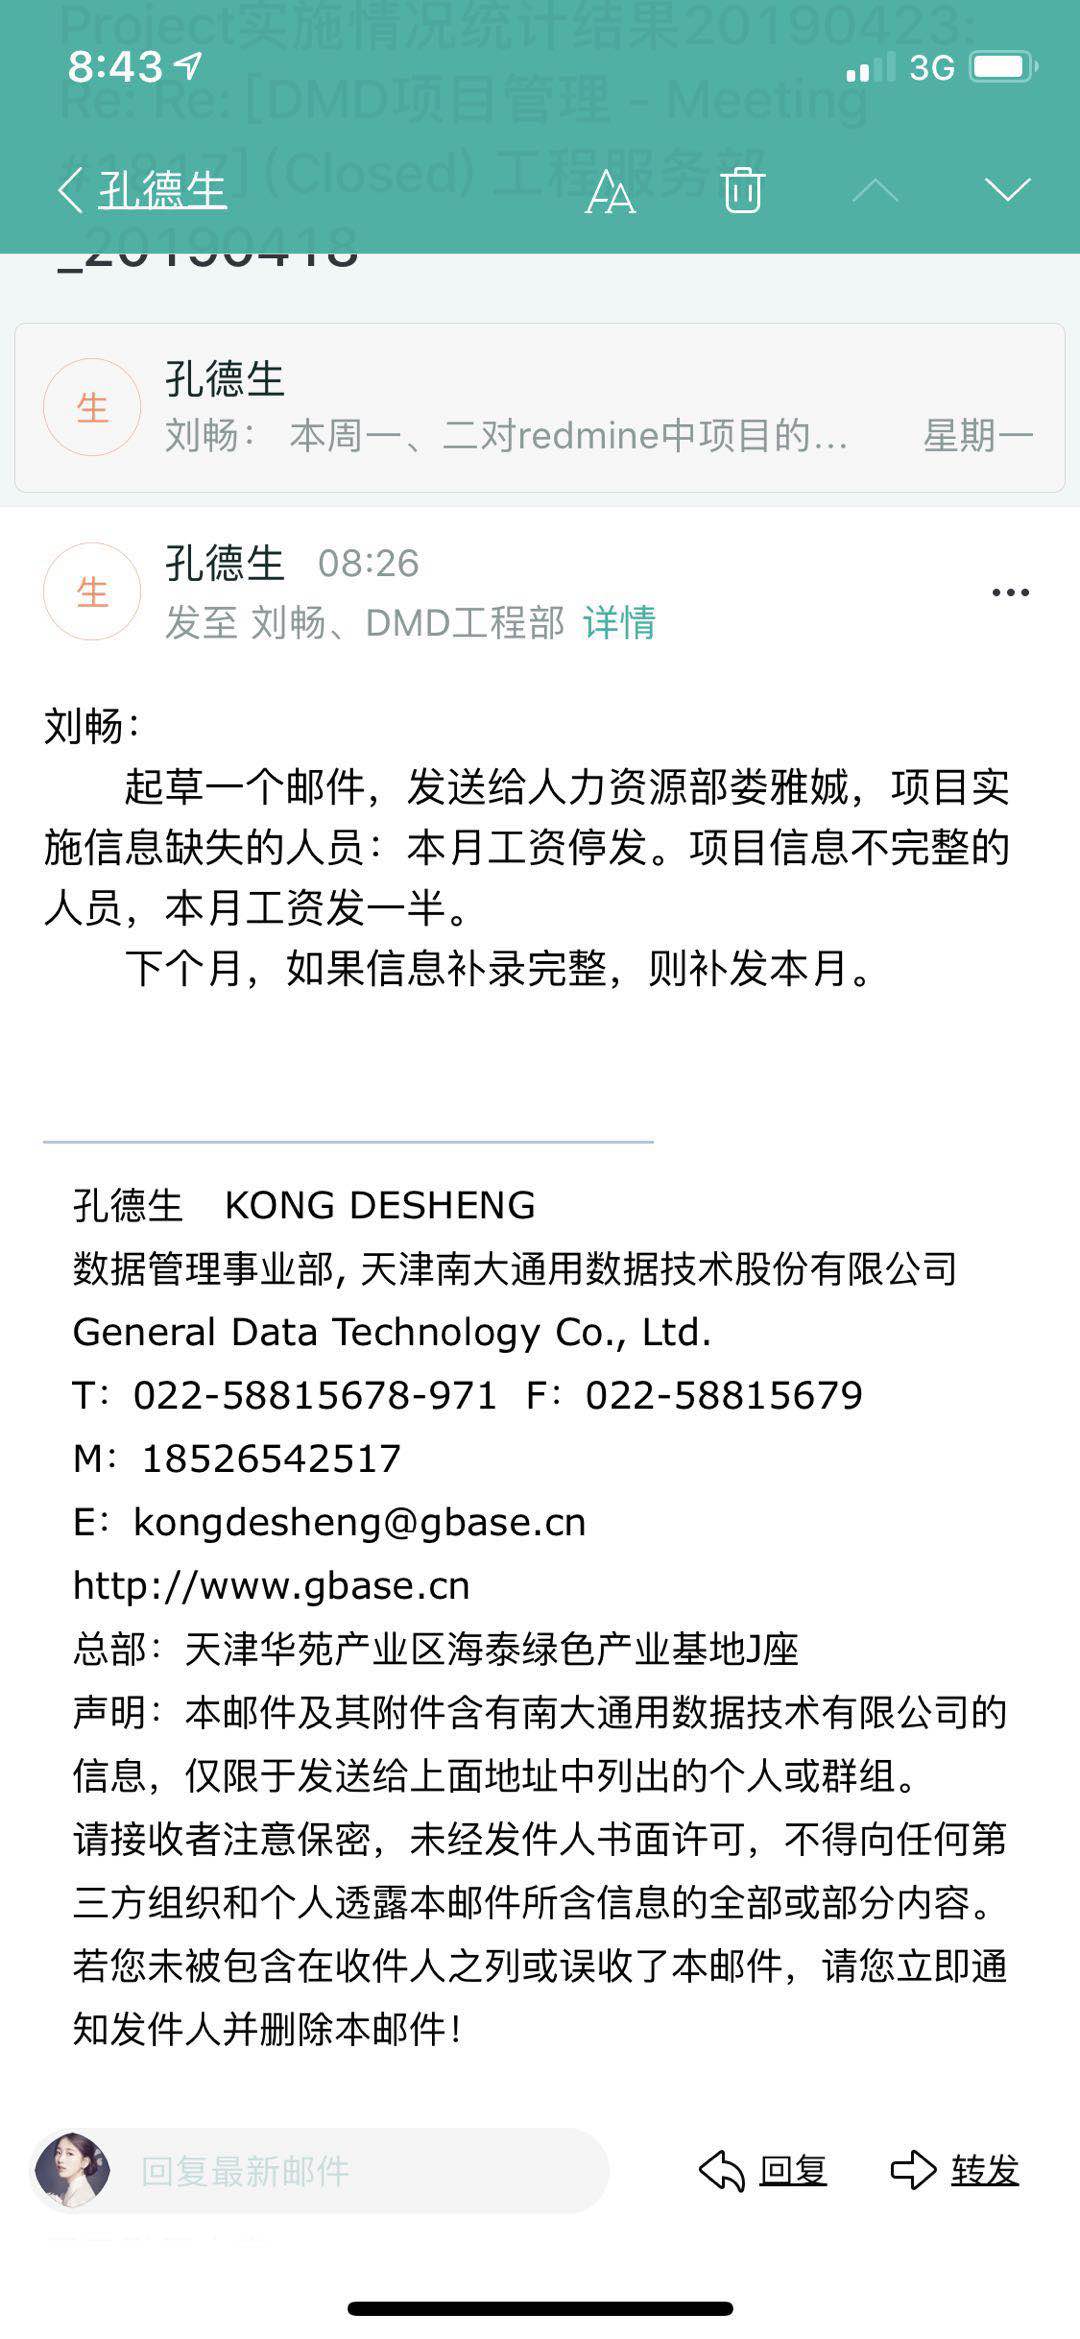 Project实施情况统计结果20190423:
8:43
3G
Re: Re: [DMD项目管理 - Meeting
#1817] (Closed) 工程服务部
孔德生
_20190418
生
孔德生
刘畅： 本周一、二对redmine中项目的... 星期一
生
孔德生 08:26
发至 刘畅、DMD工程部 详情
刘畅：
起草一个邮件，发送给人力资源部娄雅娀，项目实
施信息缺失的人员：本月工资停发。项目信息不完整的
人员，本月工资发一半。
下个月，如果信息补录完整，则补发本月。
孔德生 KONG DESHENG
数据管理事业部, 天津南大通用数据技术股份有限公司
General Data Technology Co., Ltd.
T：022-58815678-971 F：022-58815679
M：18526542517
E：kongdesheng@gbase.cn
http://www.gbase.cn
总部：天津华苑产业区海泰绿色产业基地J座
声明：本邮件及其附件含有南大通用数据技术有限公司的
信息，仅限于发送给上面地址中列出的个人或群组。
请接收者注意保密，未经发件人书面许可，不得向任何第
三方组织和个人透露本邮件所含信息的全部或部分内容。
若您未被包含在收件人之列或误收了本邮件，请您立即通
知发件人并删除本邮件！
回复最新邮件
回复
转发